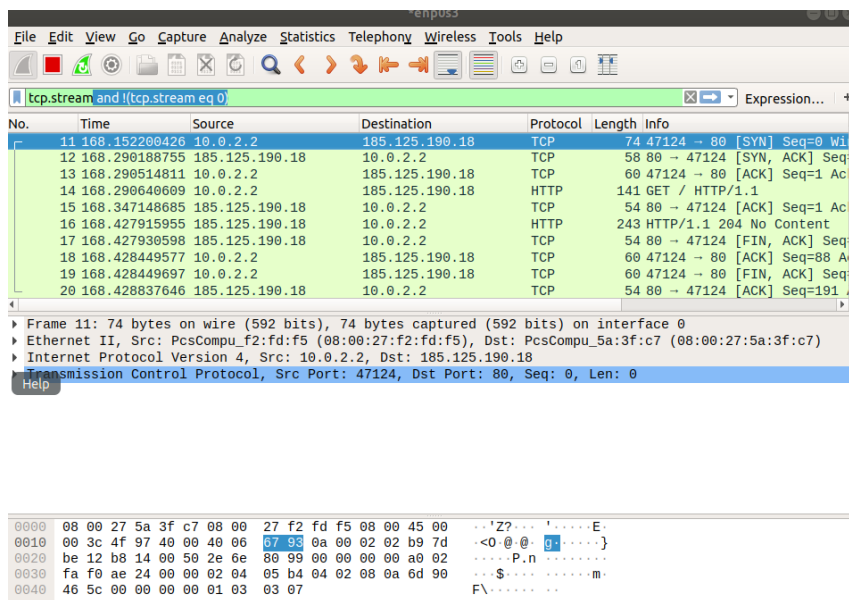 *enp0s3
File Edit View Go Capture Analyze Statistics Telephony Wireless Tools Help
tcp.stream and !(tcp.stream eq 0) Expression... +
No. Time Source Destination Protocol Length Info
11 168.152200426 10.0.2.2 185.125.190.18 TCP 74 47124 → 80 [SYN] Seq=0 Wi
12 168.290188755 185.125.190.18 10.0.2.2 TCP 58 80 → 47124 [SYN, ACK] Seq=
13 168.290514811 10.0.2.2 185.125.190.18 TCP 60 47124 → 80 [ACK] Seq=1 Ac
14 168.290640609 10.0.2.2 185.125.190.18 HTTP 141 GET / HTTP/1.1
15 168.347148685 185.125.190.18 10.0.2.2 TCP 54 80 → 47124 [ACK] Seq=1 Ac
16 168.427915955 185.125.190.18 10.0.2.2 HTTP 243 HTTP/1.1 204 No Content
17 168.427930598 185.125.190.18 10.0.2.2 TCP 54 80 → 47124 [FIN, ACK] Seq=
18 168.428449577 10.0.2.2 185.125.190.18 TCP 60 47124 → 80 [ACK] Seq=88 A
19 168.428449697 10.0.2.2 185.125.190.18 TCP 60 47124 → 80 [FIN, ACK] Seq=
20 168.428837646 185.125.190.18 10.0.2.2 TCP 54 80 → 47124 [ACK] Seq=191
Frame 11: 74 bytes on wire (592 bits), 74 bytes captured (592 bits) on interface 0
Ethernet II, Src: PcsCompu_f2:fd:f5 (08:00:27:f2:fd:f5), Dst: PcsCompu_5a:3f:c7 (08:00:27:5a:3f:c7)
Internet Protocol Version 4, Src: 10.0.2.2, Dst: 185.125.190.18
Transmission Control Protocol, Src Port: 47124, Dst Port: 80, Seq: 0, Len: 0
Help
0000 08 00 27 5a 3f c7 08 00 27 f2 fd f5 08 00 45 00 ··'Z?··· '·····E·
0010 00 3c 4f 97 40 00 40 06 67 93 0a 00 02 02 b9 7d ·<O·@·@· g······}
0020 be 12 b8 14 00 50 2e 6e 80 99 00 00 00 00 a0 02 ·····P.n ········
0030 fa f0 ae 24 00 00 02 04 05 b4 04 02 08 0a 6d 90 ···$···· ······m·
0040 46 5c 00 00 00 00 01 03 03 07 F\······ ··